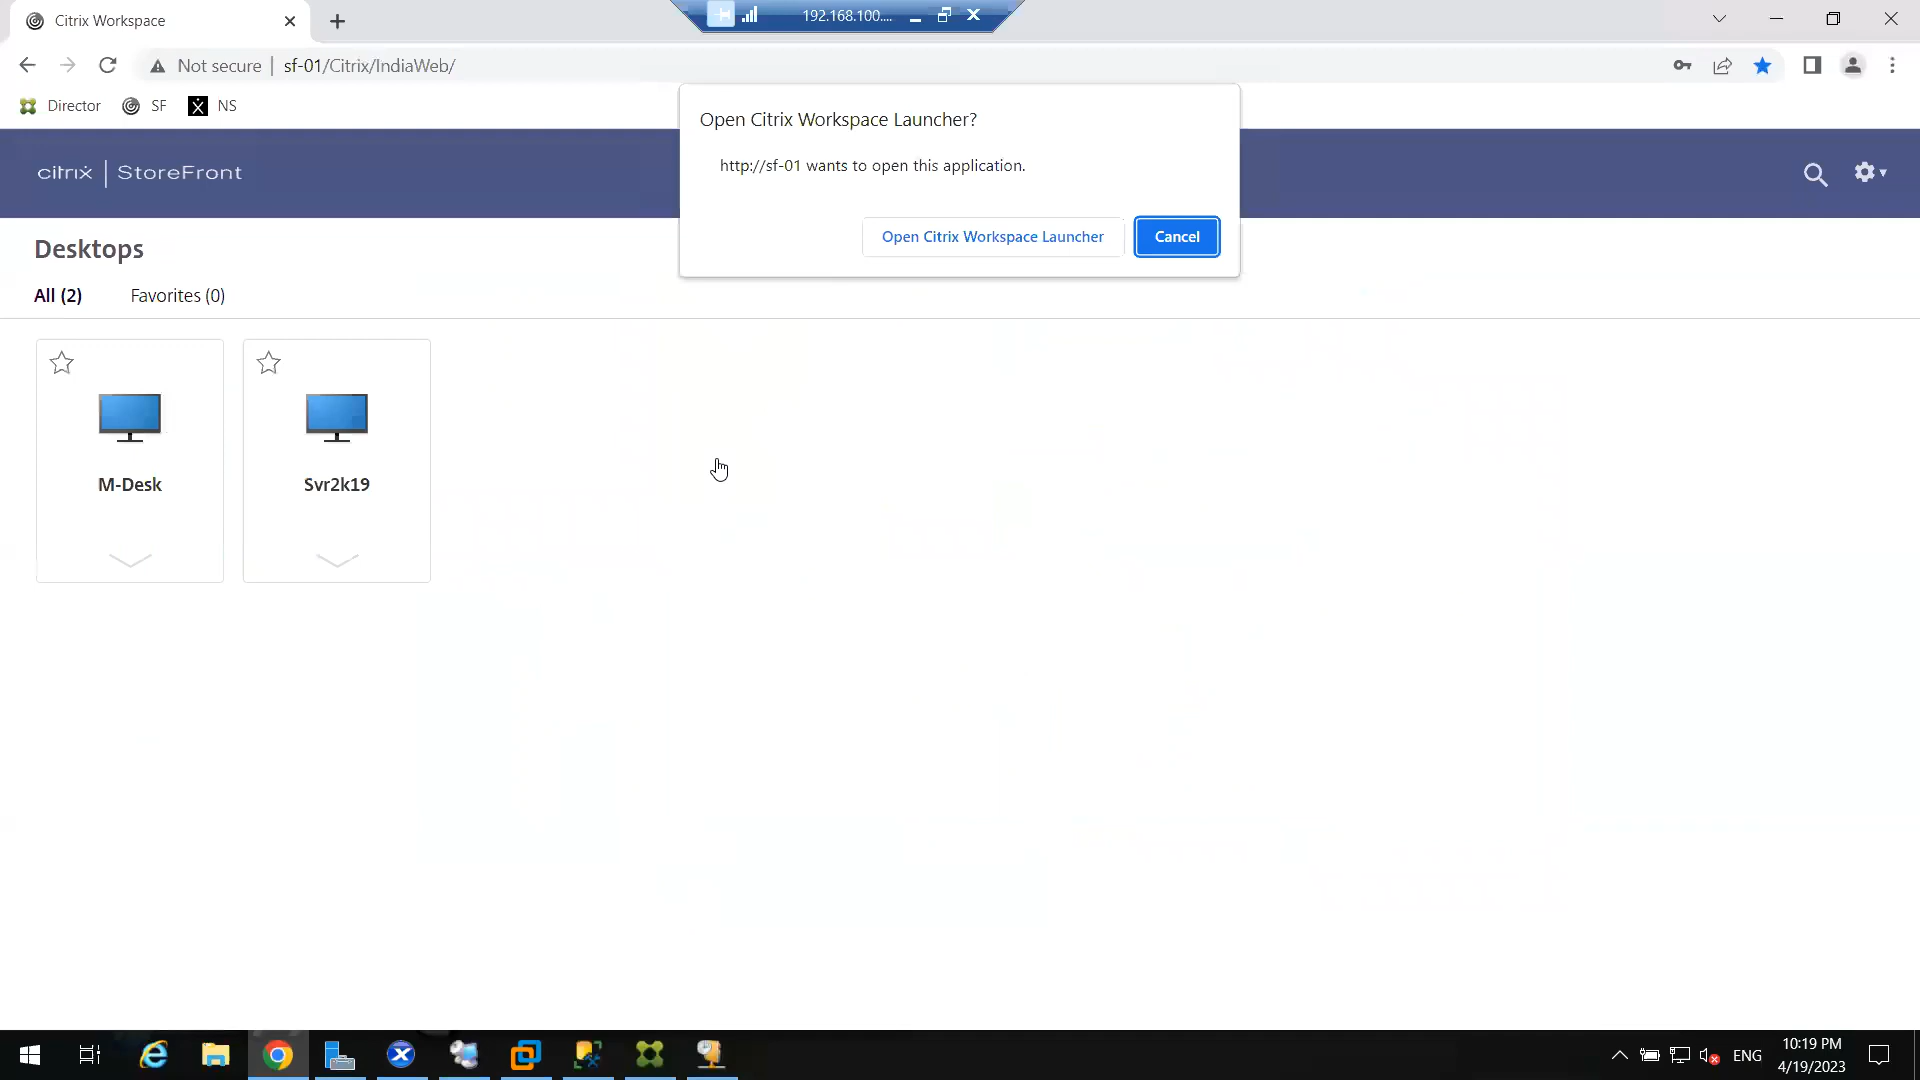 Citrix Workspace
192.168.100....
Not secure | sf-01/Citrix/IndiaWeb/
Director
SF
NS
Open Citrix Workspace Launcher?
http://sf-01 wants to open this application.
Open Citrix Workspace Launcher
Cancel
citrix | StoreFront
Desktops
All (2)
Favorites (0)
M-Desk
Svr2k19
ENG
10:19 PM
4/19/2023